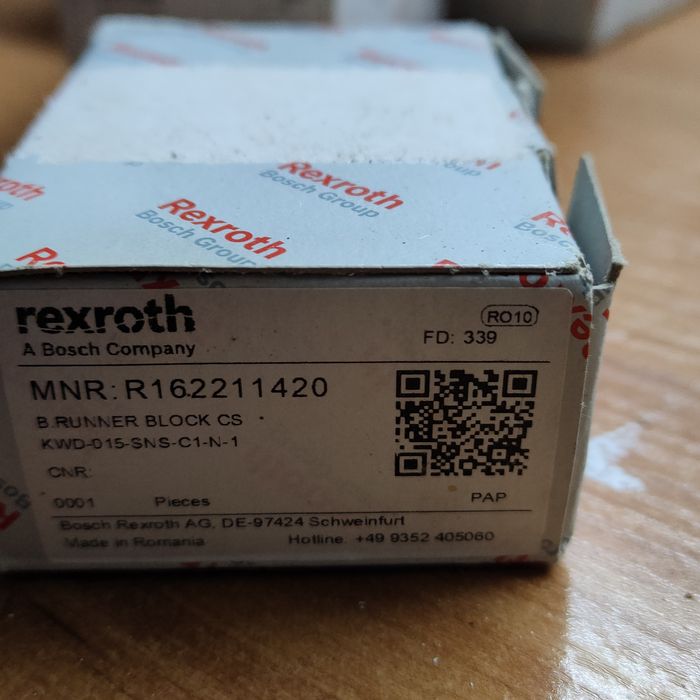 Rexroth
Bosch Group
Rexroth
Bosch Group
Rexroth
rexroth
A Bosch Company
RO10
FD: 339
MNR: R162211420
B.RUNNER BLOCK CS
KWD-015-SNS-C1-N-1
CNR:
0001 Pieces
PAP
Bosch Rexroth AG, DE-97424 Schweinfurt
Made in Romania Hotline: +49 9352 405060